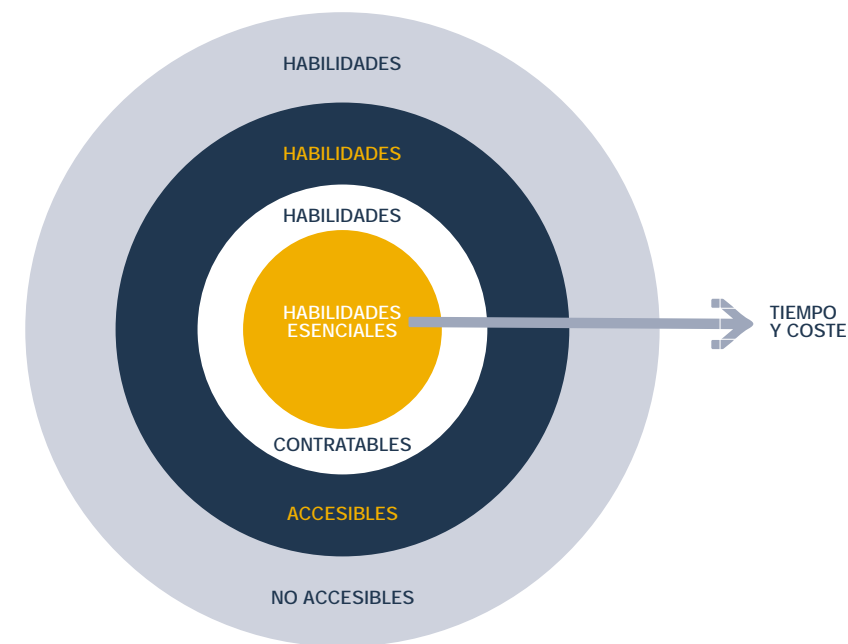 HABILIDADES
HABILIDADES
HABILIDADES
HABILIDADES
ESENCIALES
TIEMPO
Y COSTE
CONTRATABLES
ACCESIBLES
NO ACCESIBLES